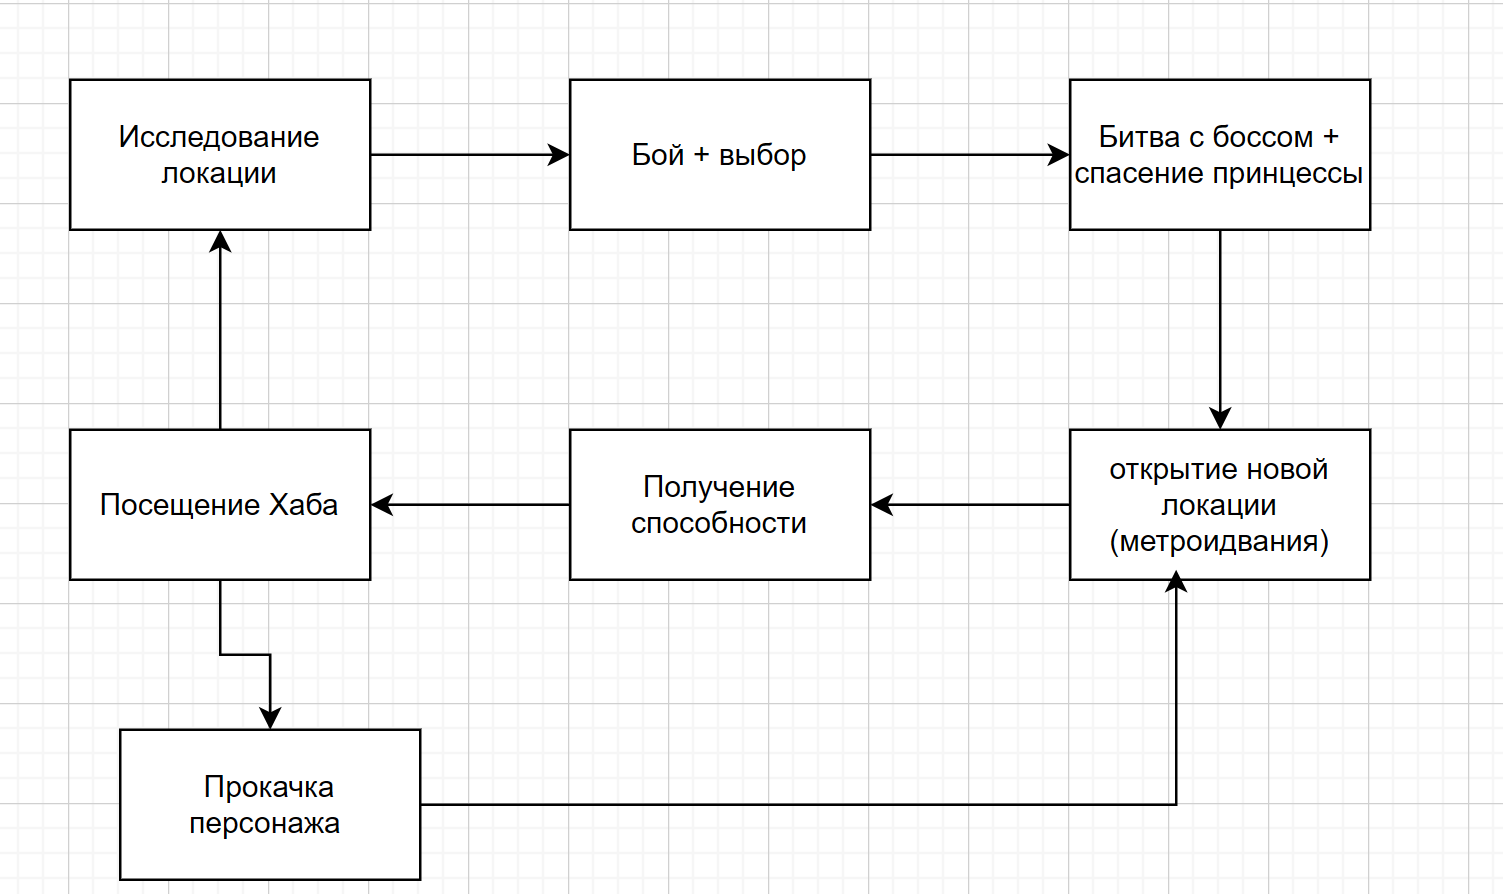 Исследование
локации
Бой + выбор
Битва с боссом +
спасение принцессы
Посещение Хаба
Получение
способности
открытие новой
локации
(метроидвания)
Прокачка
персонажа